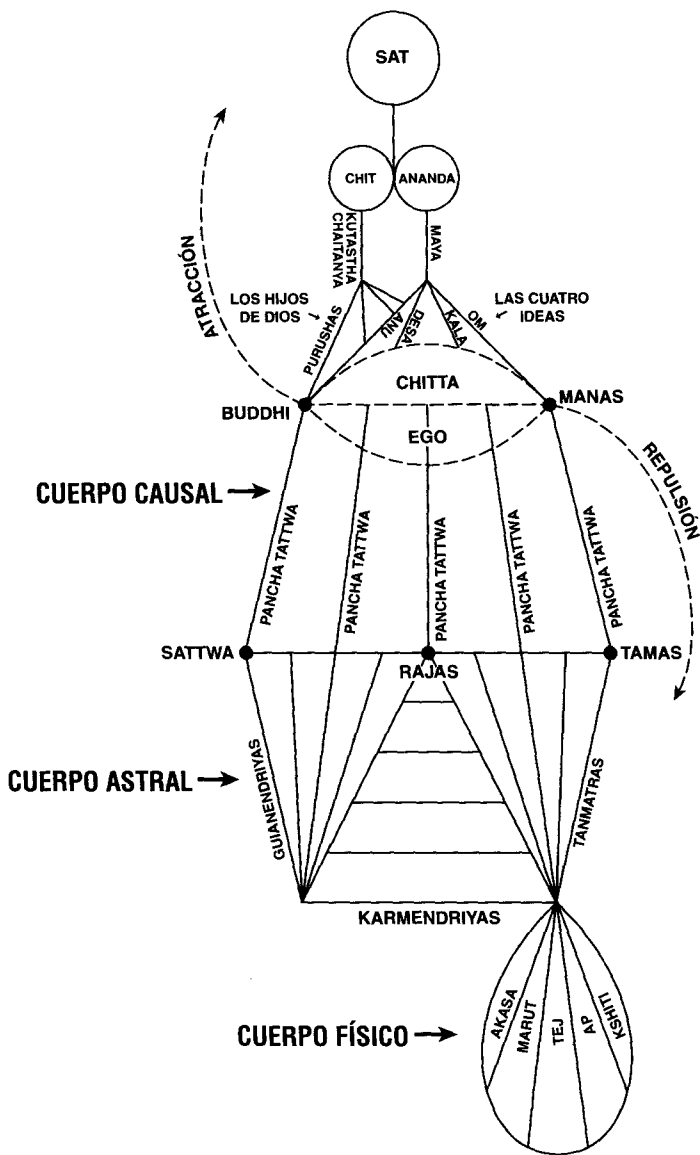 SAT
CHIT
ANANDA
KUTASTHA
CHAITANYA
MAYA
ATRACCIÓN
LOS HIJOS
DE DIOS
PURUSHAS
ANU
DESA
KALA
OM
LAS CUATRO
IDEAS
CHITTA
BUDDHI
MANAS
EGO
REPULSIÓN
CUERPO CAUSAL
PANCHA TATTWA
PANCHA TATTWA
PANCHA TATTWA
PANCHA TATTWA
PANCHA TATTWA
SATTWA
RAJAS
TAMAS
CUERPO ASTRAL
GUIANENDRIYAS
TANMATRAS
KARMENDRIYAS
CUERPO FÍSICO
AKASA
MARUT
TEJ
AP
KSHITI